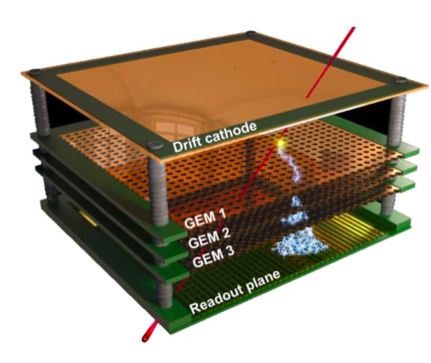 Drift cathode
GEM 1
GEM 2
GEM 3
Readout plane